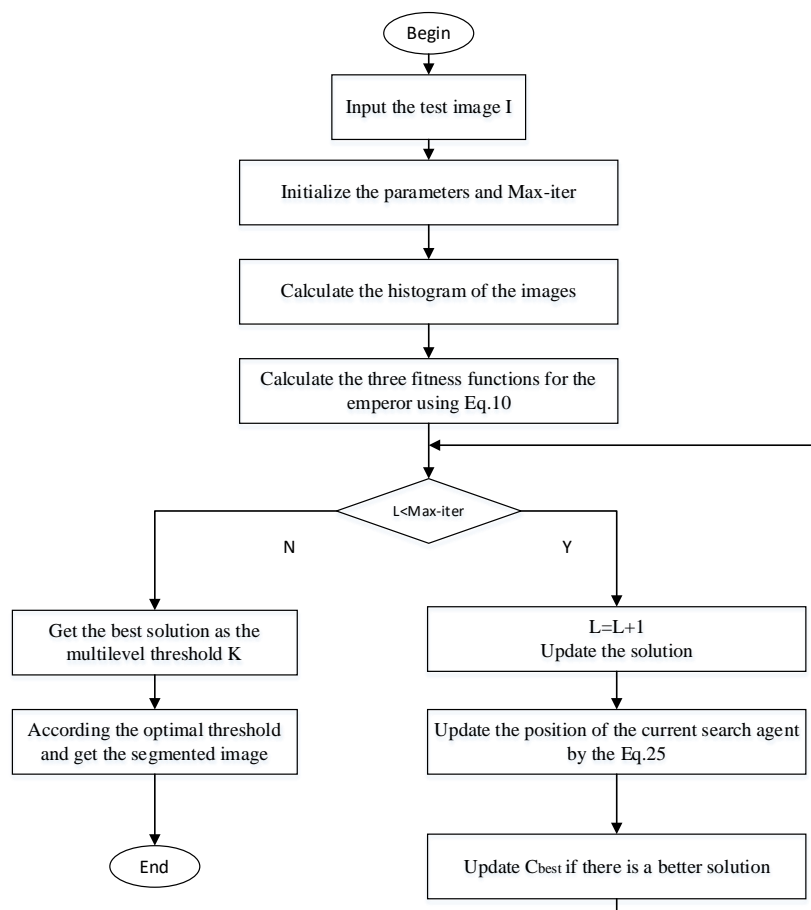 Begin
Input the test image I
Initialize the parameters and Max-iter
Calculate the histogram of the images
Calculate the three fitness functions for the
emperor using Eq.10
L<Max-iter
N
Y
Get the best solution as the
multilevel threshold K
According the optimal threshold
and get the segmented image
End
L=L+1
Update the solution
Update the position of the current search agent
by the Eq.25
Update Cbest if there is a better solution